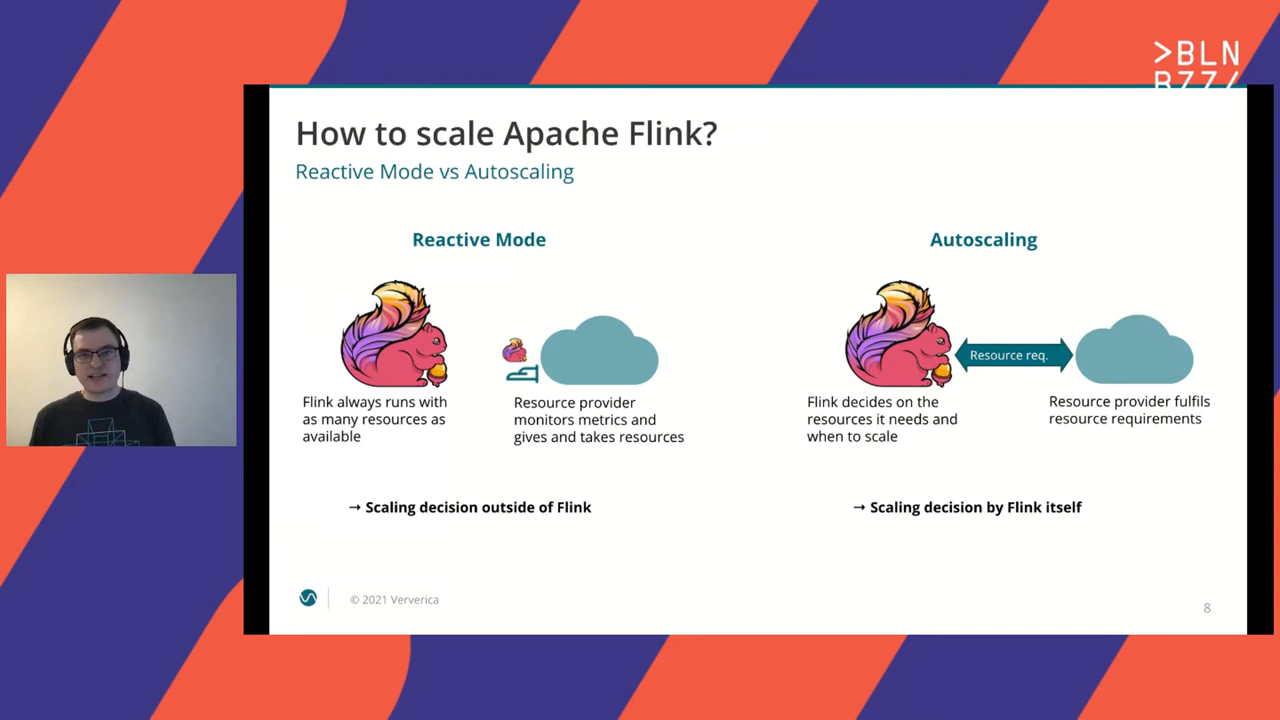 >BLN
How to scale Apache Flink?
Reactive Mode vs Autoscaling
Reactive Mode
Autoscaling
Resource req.
Flink always runs with
as many resources as
available
Resource provider
monitors metrics and
gives and takes resources
Flink decides on the
resources it needs and
when to scale
Resource provider fulfils
resource requirements
→ Scaling decision outside of Flink
→ Scaling decision by Flink itself
© 2021 Ververica
8